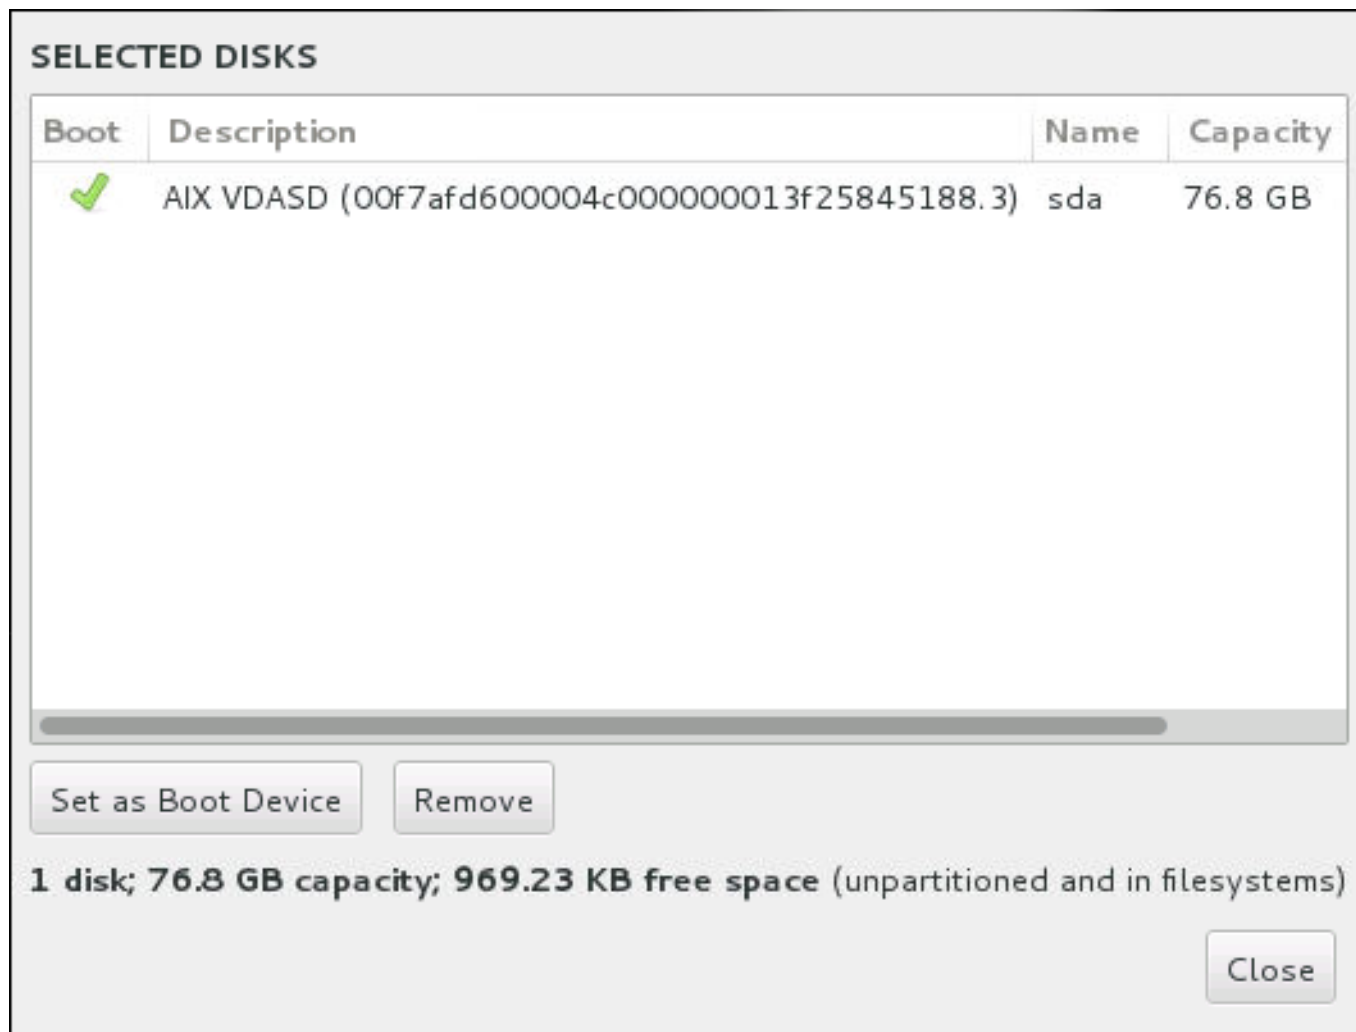 SELECTED DISKS
Boot Description Name Capacity
AIX VDASD (00f7afd600004c000000013f25845188.3) sda 76.8 GB
Set as Boot Device Remove
1 disk; 76.8 GB capacity; 969.23 KB free space (unpartitioned and in filesystems)
Close